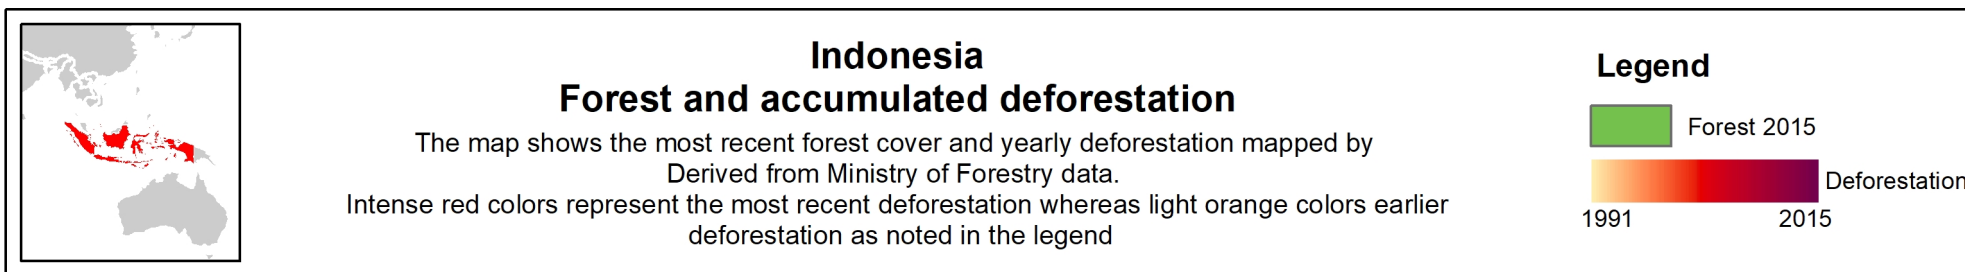 Indonesia
Forest and accumulated deforestation
The map shows the most recent forest cover and yearly deforestation mapped by
Derived from Ministry of Forestry data.
Intense red colors represent the most recent deforestation whereas light orange colors earlier
deforestation as noted in the legend
Legend
Forest 2015
Deforestation
1991 2015